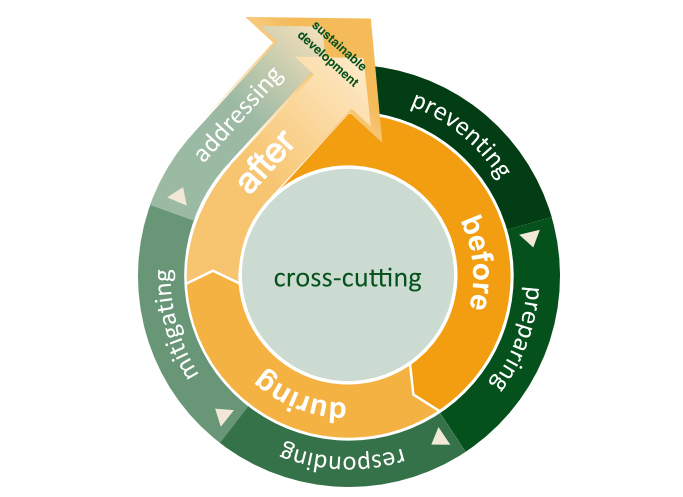 sustainable
development
preventing
before
preparing
responding
during
mitigating
addressing
after
cross-cutting